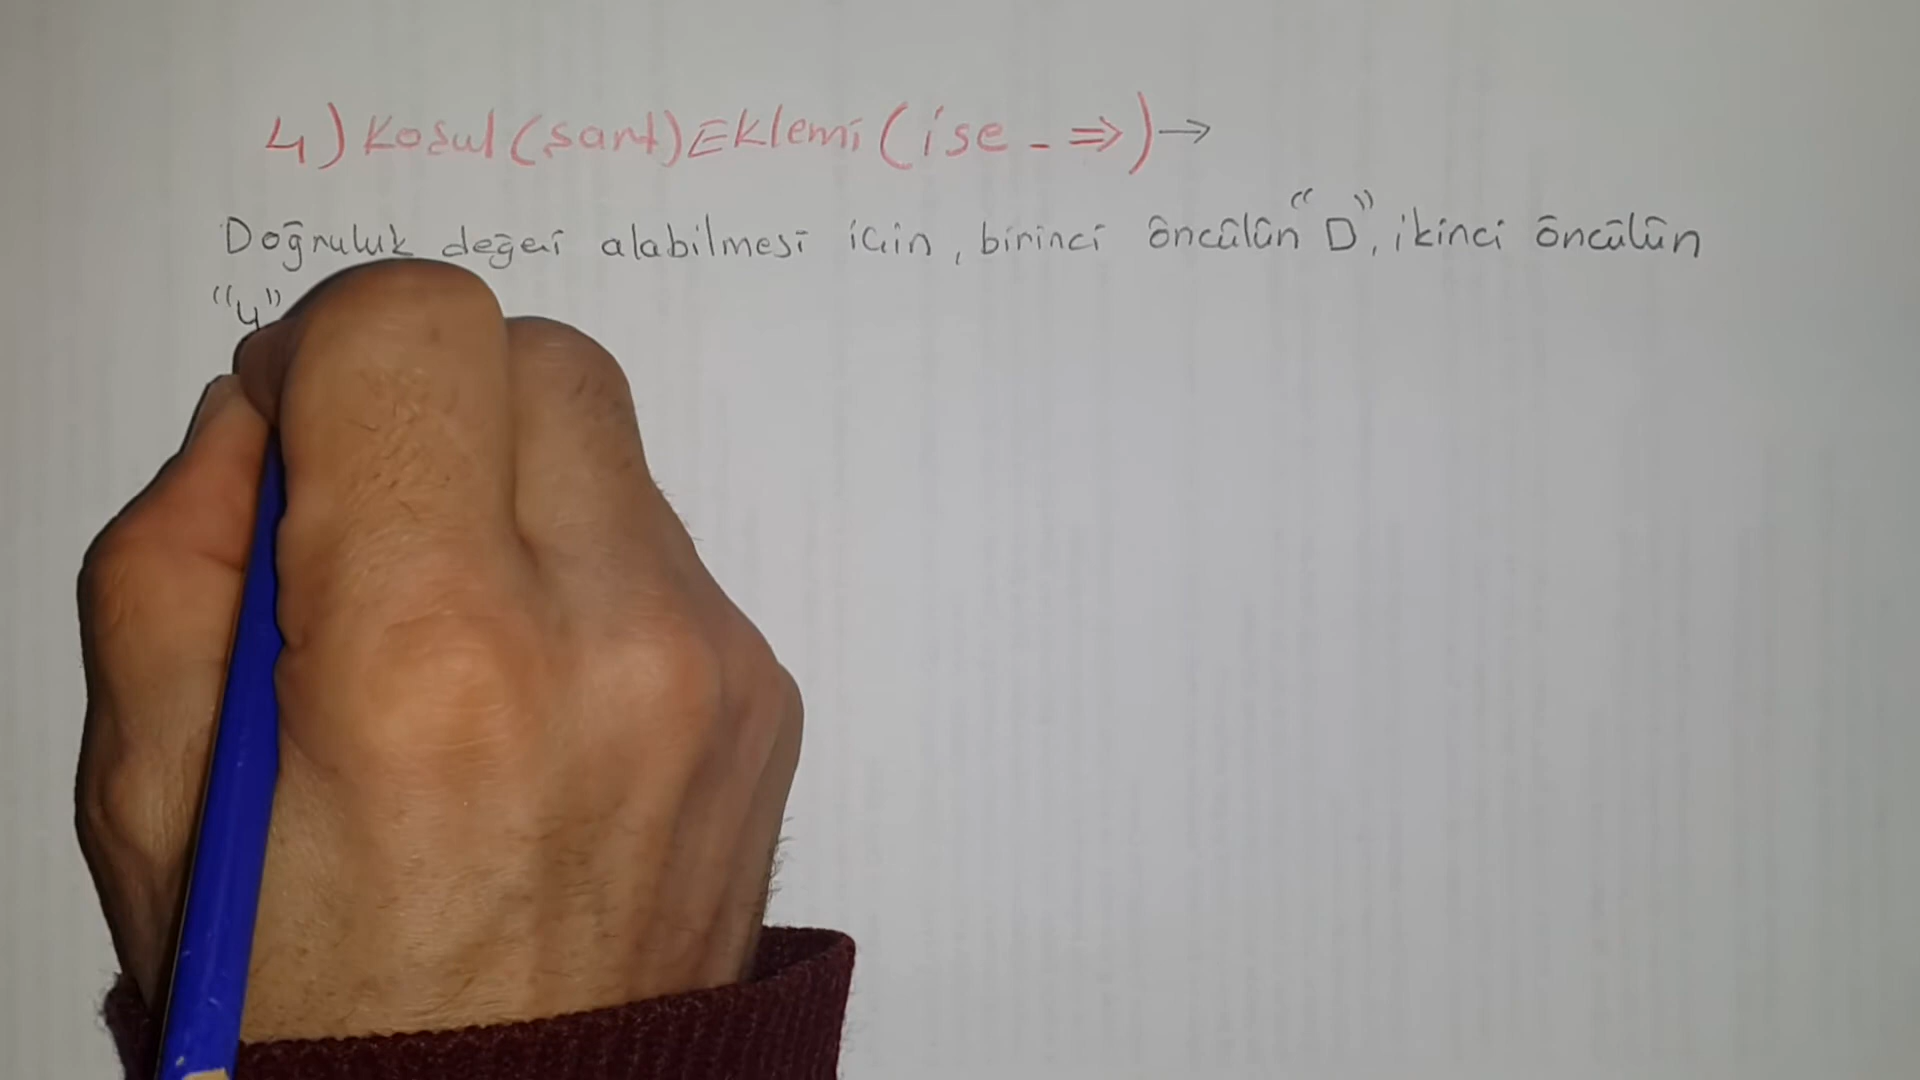 4) Koşul (şart) Eklemi (ise - ⇒) →
Doğruluk değeri alabilmesi için, birinci öncülün "D", ikinci öncülün
"y"